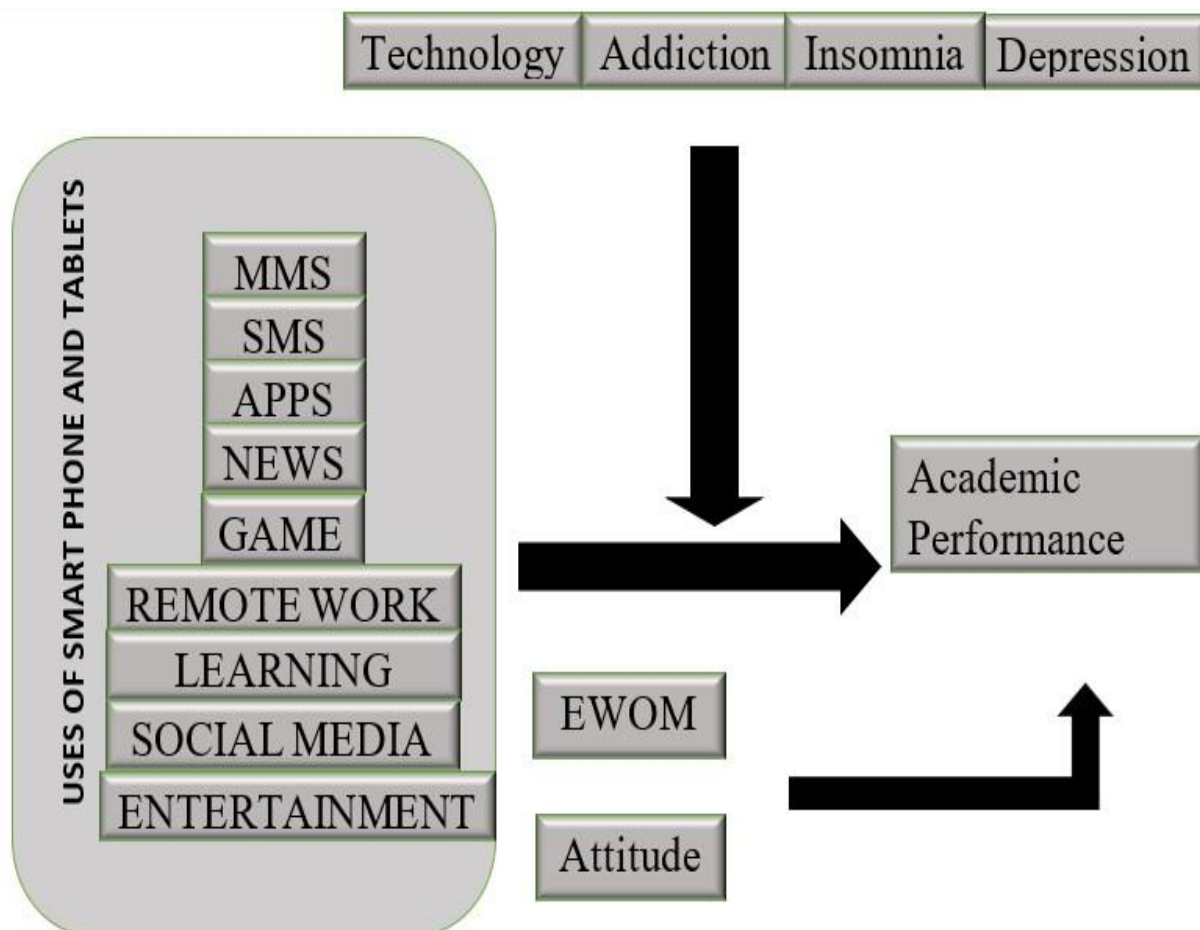 Technology Addiction Insomnia Depression
USES OF SMART PHONE AND TABLETS
MMS
SMS
APPS
NEWS
GAME
REMOTE WORK
LEARNING
SOCIAL MEDIA
ENTERTAINMENT
Academic
Performance
EWOM
Attitude